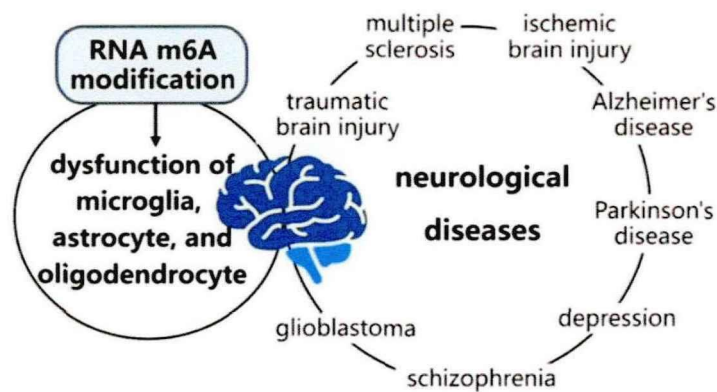 RNA m6A
modification
dysfunction of
microglia,
astrocyte, and
oligodendrocyte
neurological
diseases
multiple
sclerosis
ischemic
brain injury
Alzheimer's
disease
Parkinson's
disease
depression
schizophrenia
glioblastoma
traumatic
brain injury